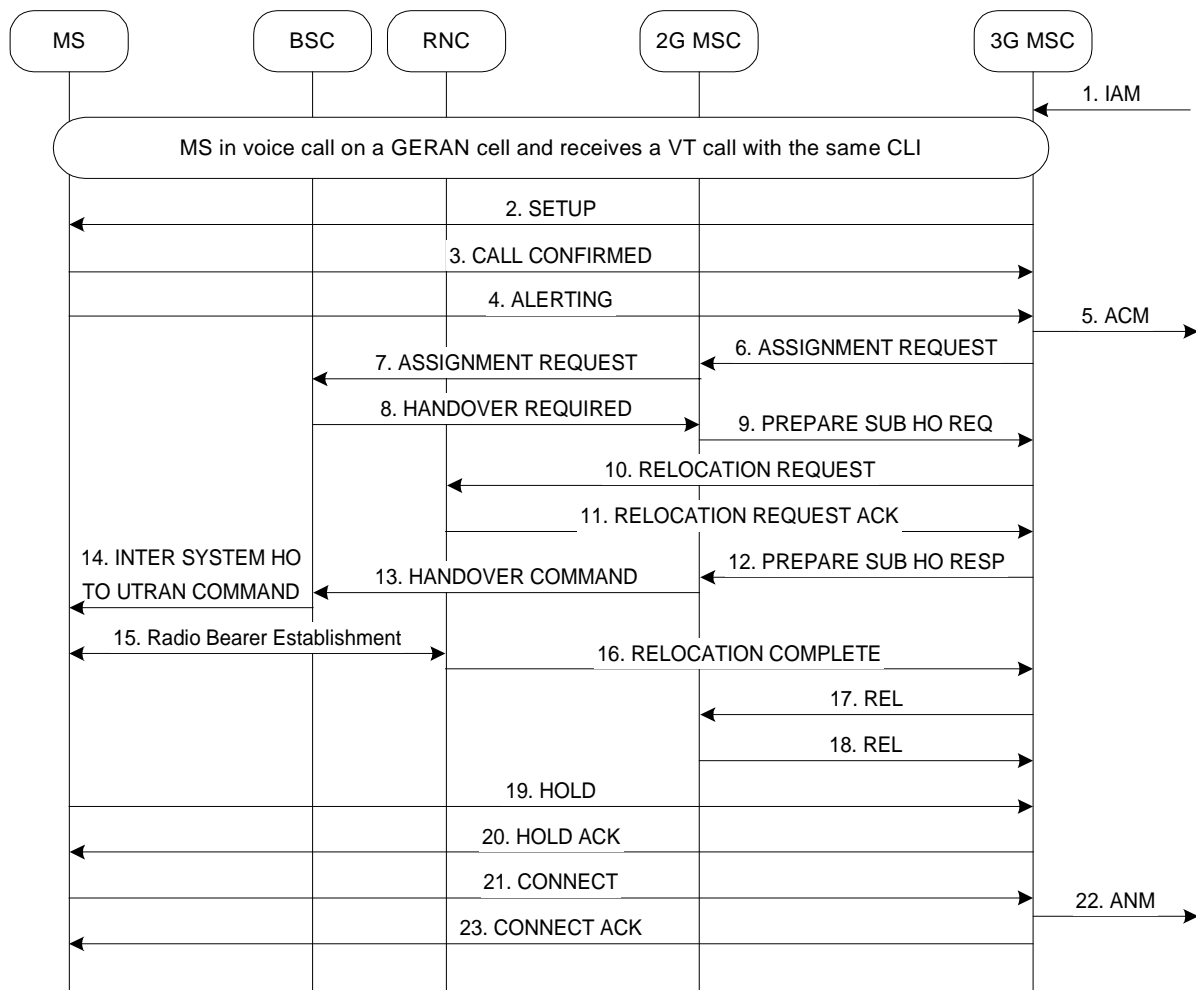 MS
BSC
RNC
2G MSC
3G MSC
1. IAM
MS in voice call on a GERAN cell and receives a VT call with the same CLI
2. SETUP
3. CALL CONFIRMED
4. ALERTING
5. ACM
6. ASSIGNMENT REQUEST
7. ASSIGNMENT REQUEST
8. HANDOVER REQUIRED
9. PREPARE SUB HO REQ
10. RELOCATION REQUEST
11. RELOCATION REQUEST ACK
12. PREPARE SUB HO RESP
13. HANDOVER COMMAND
14. INTER SYSTEM HO
TO UTRAN COMMAND
15. Radio Bearer Establishment
16. RELOCATION COMPLETE
17. REL
18. REL
19. HOLD
20. HOLD ACK
21. CONNECT
22. ANM
23. CONNECT ACK